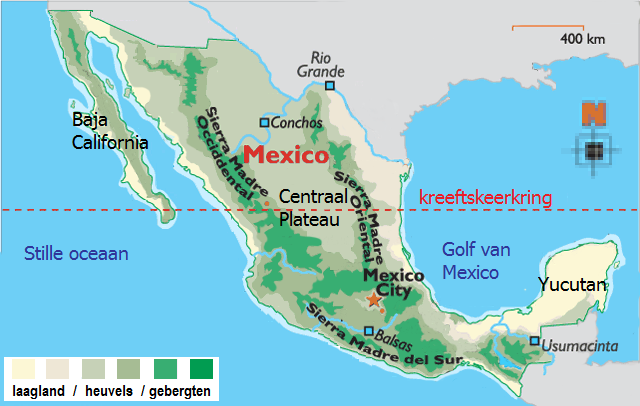 400 km
Rio
Grande
N
Baja
California
Conchos
Sierra Madre
Occiddental
Mexico
Centraal
Plateau
Sierra Madre
Oriental
kreeftskeerkring
Stille oceaan
Golf van
Mexico
Mexico
City
Yucutan
Balsas
Usumacinta
Sierra Madre del Sur
laagland / heuvels / gebergten